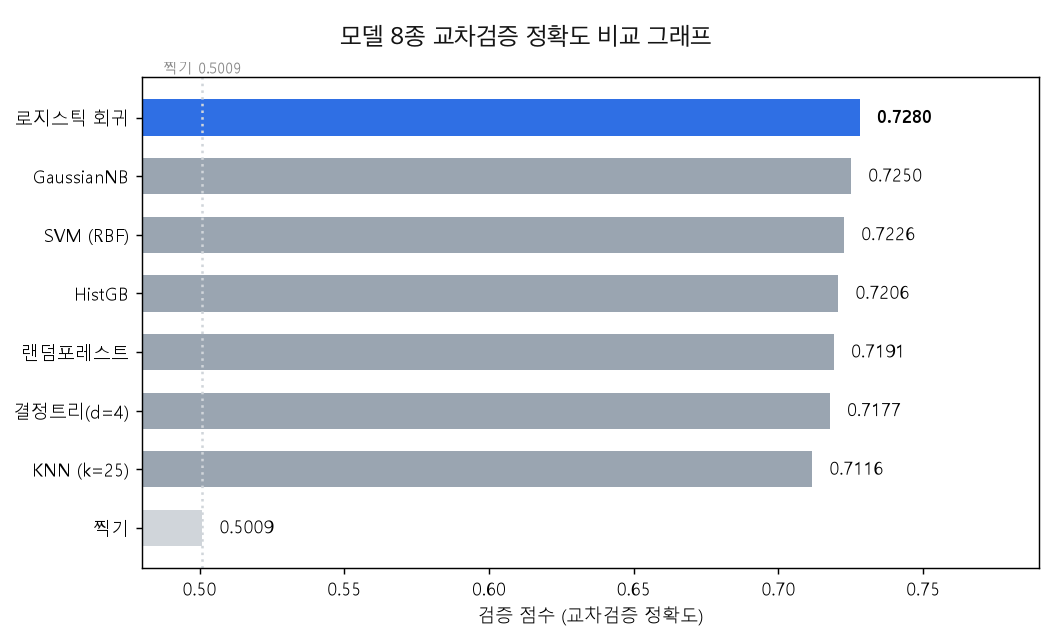 모델 8종 교차검증 정확도 비교 그래프
찍기 0.5009
로지스틱 회귀 0.7280
GaussianNB 0.7250
SVM (RBF) 0.7226
HistGB 0.7206
랜덤포레스트 0.7191
결정트리(d=4) 0.7177
KNN (k=25) 0.7116
찍기 0.5009
0.50 0.55 0.60 0.65 0.70 0.75
검증 점수 (교차검증 정확도)